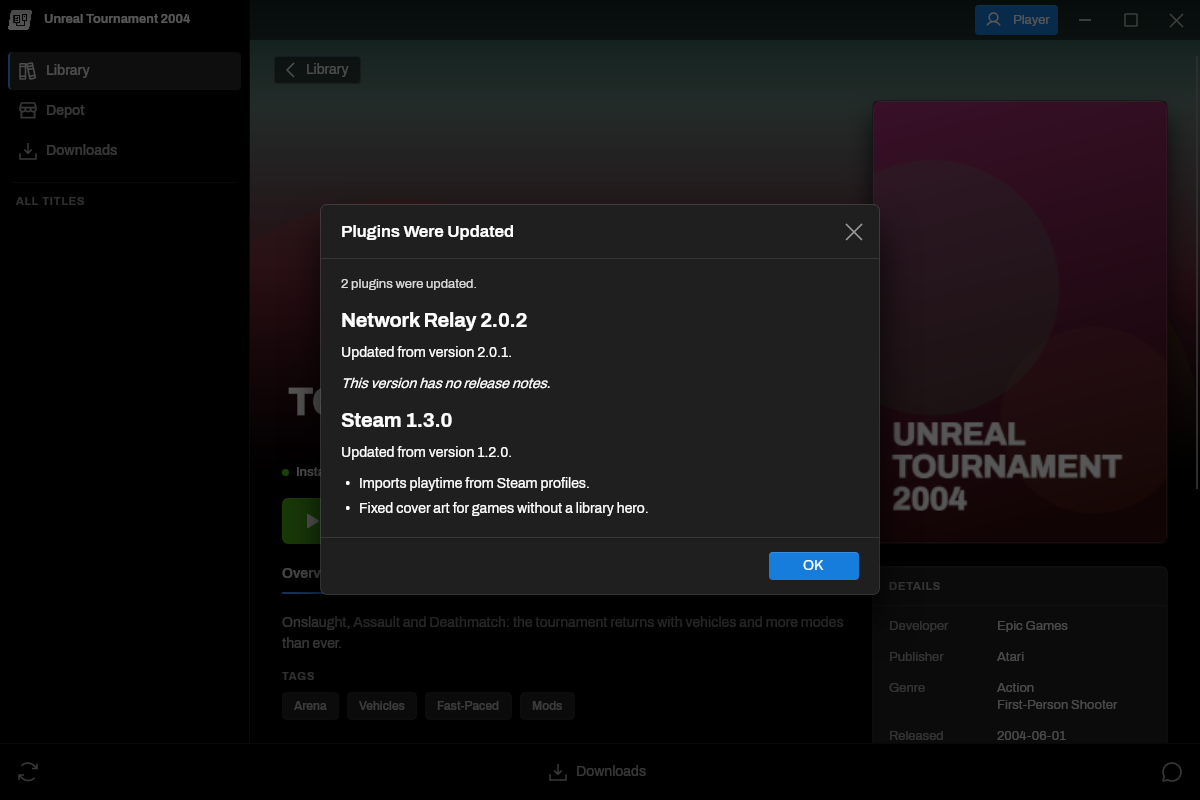 Unreal Tournament 2004
Player
Library
Depot
Downloads
ALL TITLES
Library
Plugins Were Updated
2 plugins were updated.
Network Relay 2.0.2
Updated from version 2.0.1.
This version has no release notes.
Steam 1.3.0
Updated from version 1.2.0.
• Imports playtime from Steam profiles.
• Fixed cover art for games without a library hero.
OK
UNREAL
TOURNAMENT
2004
Onslaught, Assault and Deathmatch: the tournament returns with vehicles and more modes
than ever.
TAGS
Arena Vehicles Fast-Paced Mods
DETAILS
Developer Epic Games
Publisher Atari
Genre Action
First-Person Shooter
Released 2004-06-01
Downloads